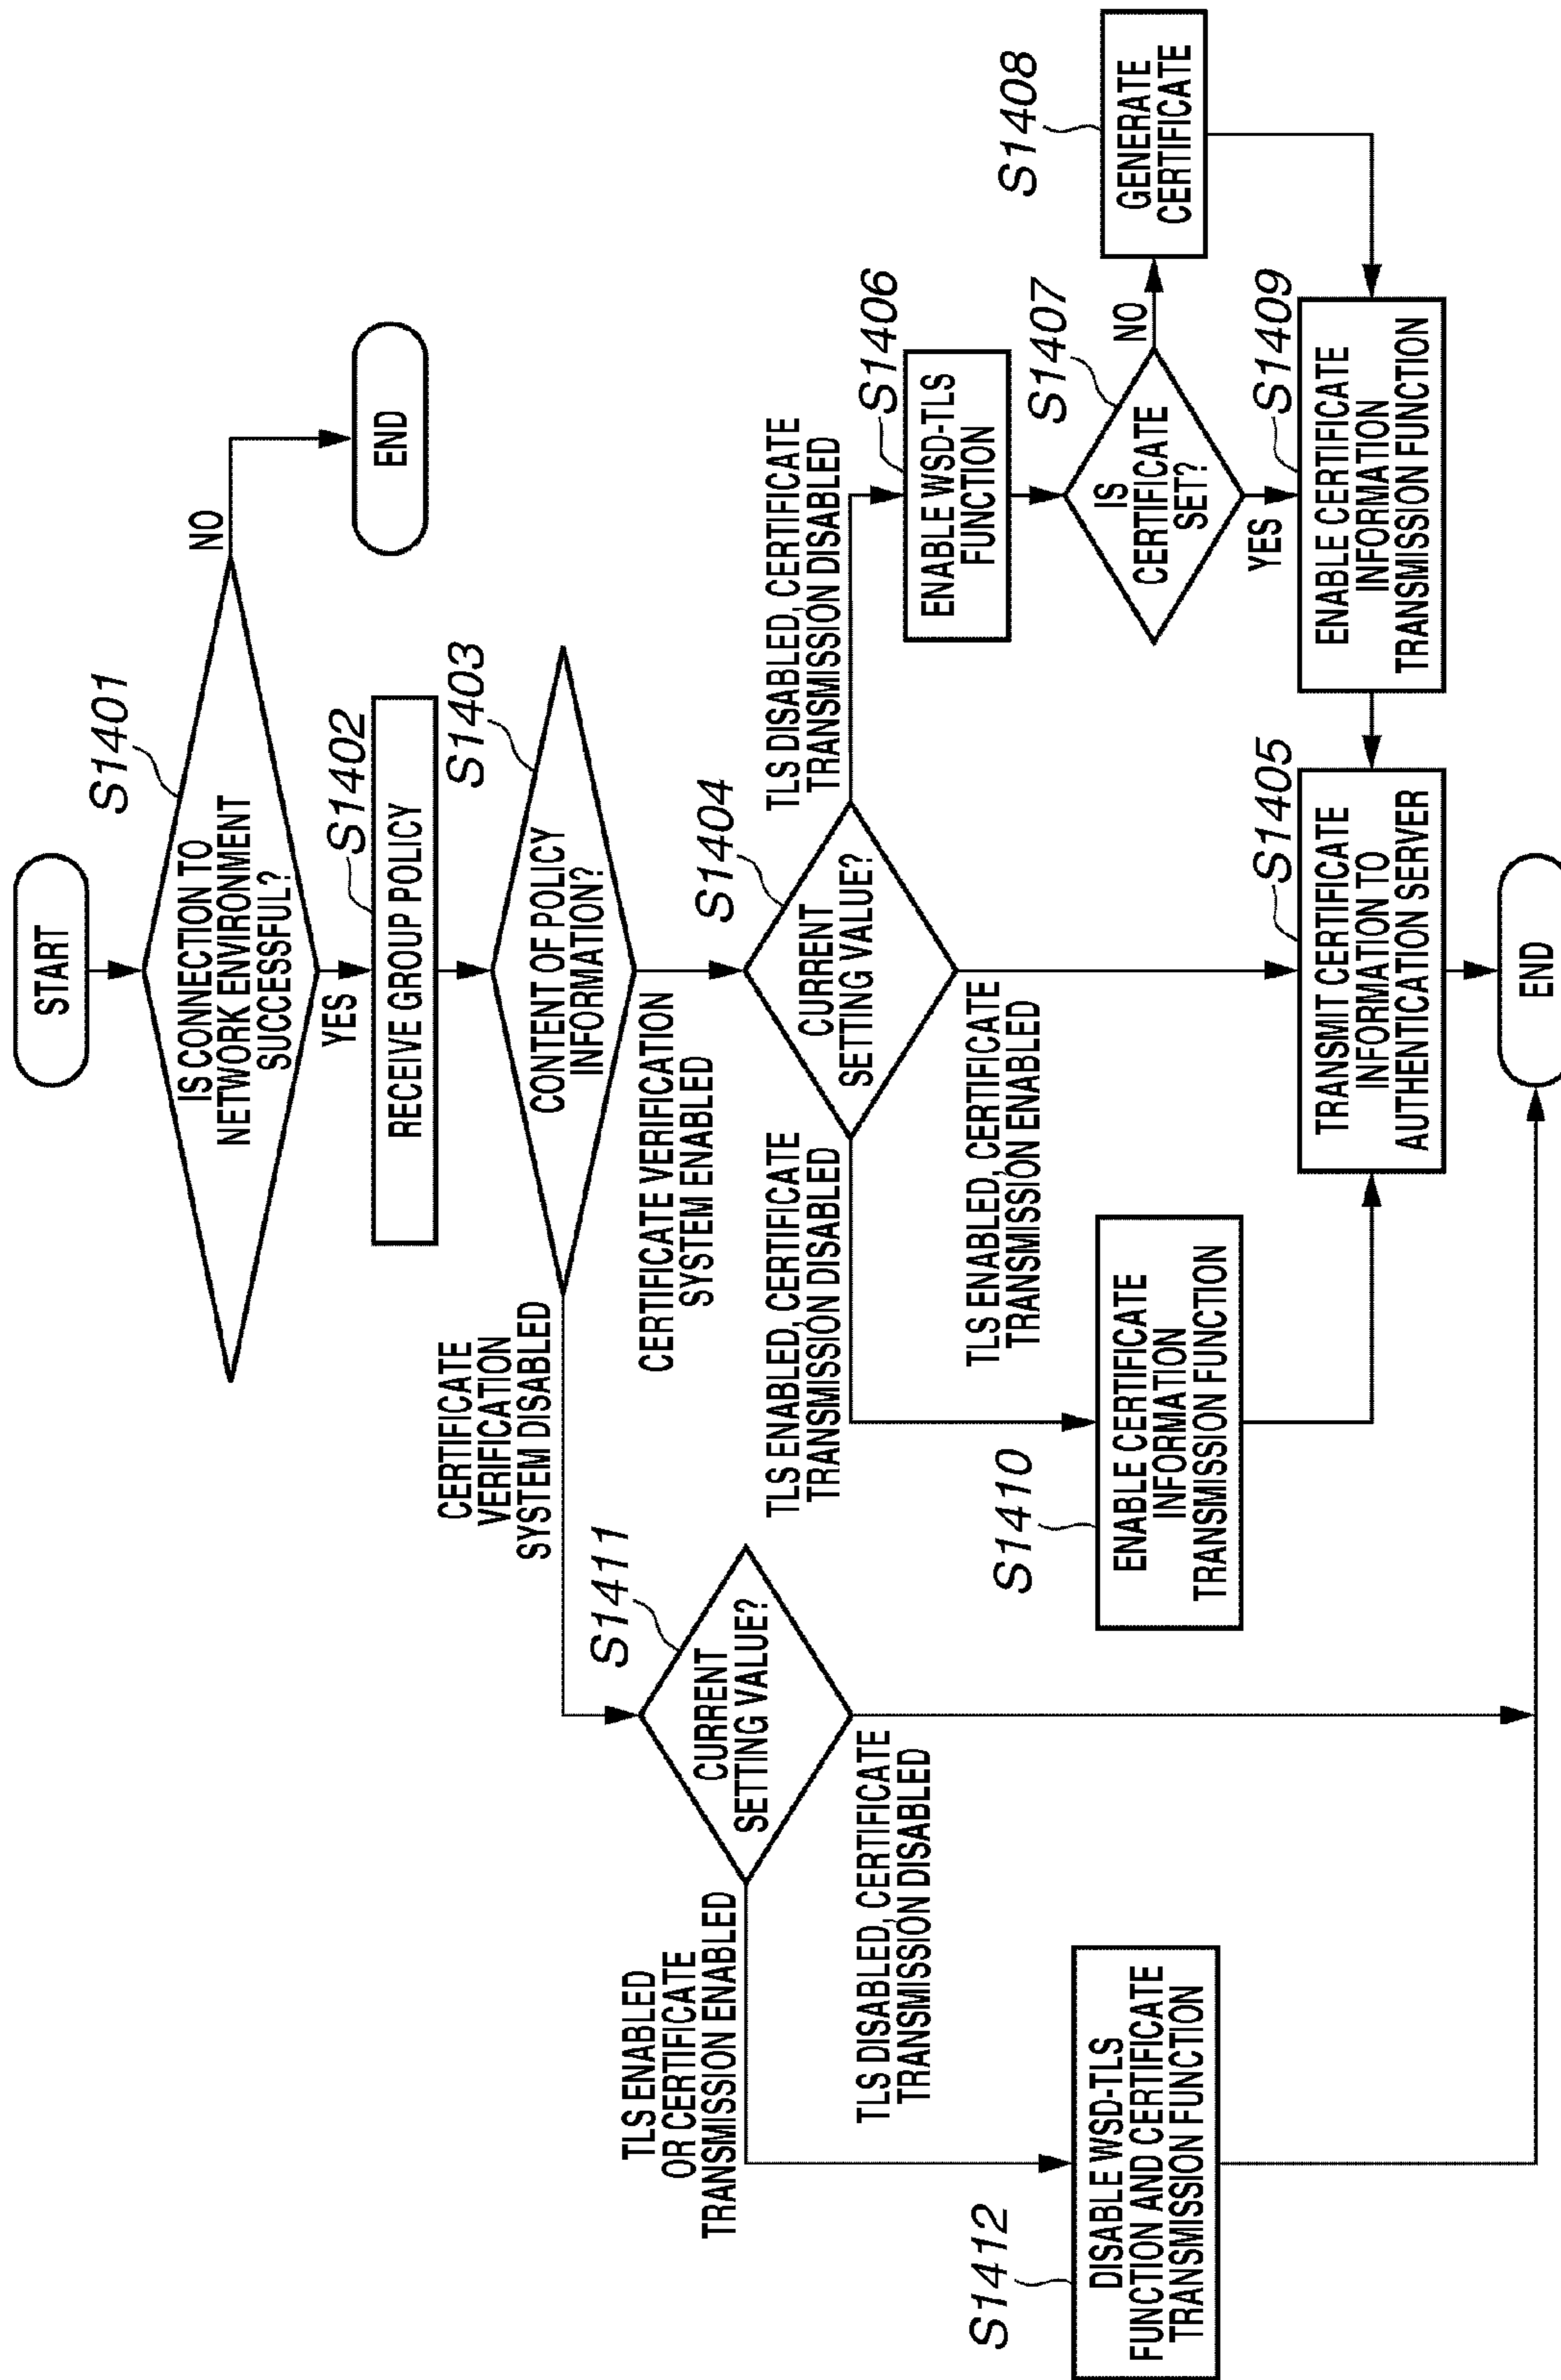 START
S1401
IS CONNECTION TO
NETWORK ENVIRONMENT
SUCCESSFUL?
NO
END
YES
S1402
RECEIVE GROUP POLICY
S1403
CONTENT OF POLICY
INFORMATION?
CERTIFICATE
VERIFICATION
SYSTEM DISABLED
CERTIFICATE VERIFICATION
SYSTEM ENABLED
S1411
CURRENT
SETTING VALUE?
S1404
CURRENT
SETTING VALUE?
TLS ENABLED
OR CERTIFICATE
TRANSMISSION ENABLED
TLS DISABLED, CERTIFICATE
TRANSMISSION DISABLED
TLS ENABLED, CERTIFICATE
TRANSMISSION DISABLED
TLS ENABLED, CERTIFICATE
TRANSMISSION ENABLED
TLS DISABLED, CERTIFICATE
TRANSMISSION DISABLED
S1406
ENABLE WSD-TLS
FUNCTION
S1407
IS
CERTIFICATE
SET?
NO
YES
S1408
GENERATE
CERTIFICATE
S1412
DISABLE WSD-TLS
FUNCTION AND CERTIFICATE
TRANSMISSION FUNCTION
S1410
ENABLE CERTIFICATE
INFORMATION
TRANSMISSION FUNCTION
S1405
TRANSMIT CERTIFICATE
INFORMATION TO
AUTHENTICATION SERVER
S1409
ENABLE CERTIFICATE
INFORMATION
TRANSMISSION FUNCTION
END